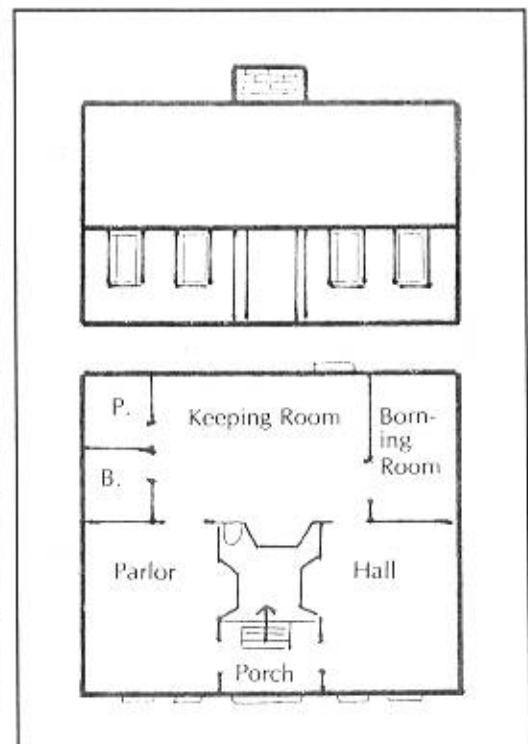 P.
Keeping Room
Born-
ing
Room
B.
Parlor
Hall
Porch